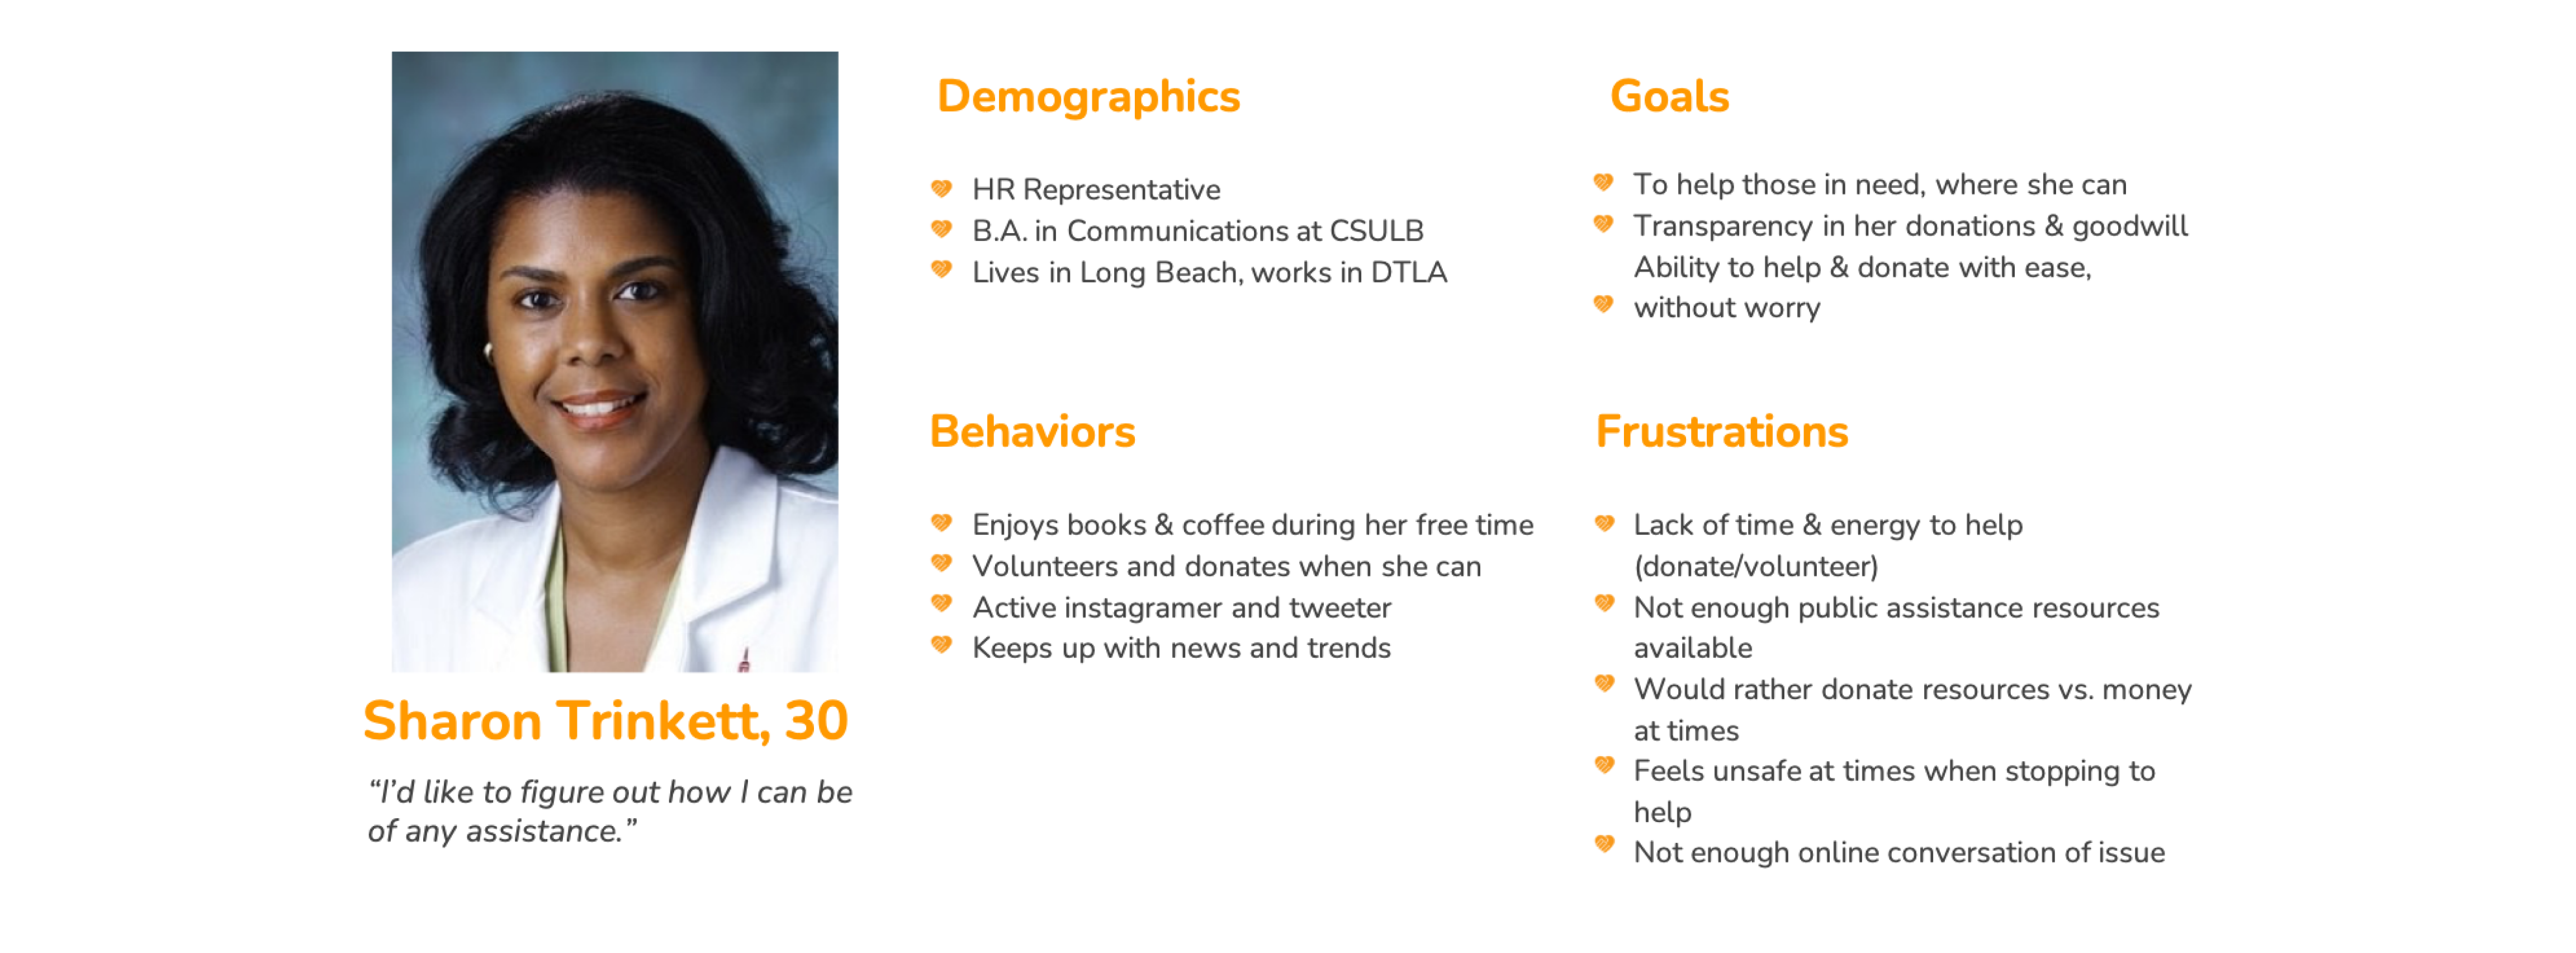 Sharon Trinkett, 30
“I’d like to figure out how I can be
of any assistance.”
Demographics
HR Representative
B.A. in Communications at CSULB
Lives in Long Beach, works in DTLA
Behaviors
Enjoys books & coffee during her free time
Volunteers and donates when she can
Active instagramer and tweeter
Keeps up with news and trends
Goals
To help those in need, where she can
Transparency in her donations & goodwill
Ability to help & donate with ease,
without worry
Frustrations
Lack of time & energy to help
(donate/volunteer)
Not enough public assistance resources
available
Would rather donate resources vs. money
at times
Feels unsafe at times when stopping to
help
Not enough online conversation of issue